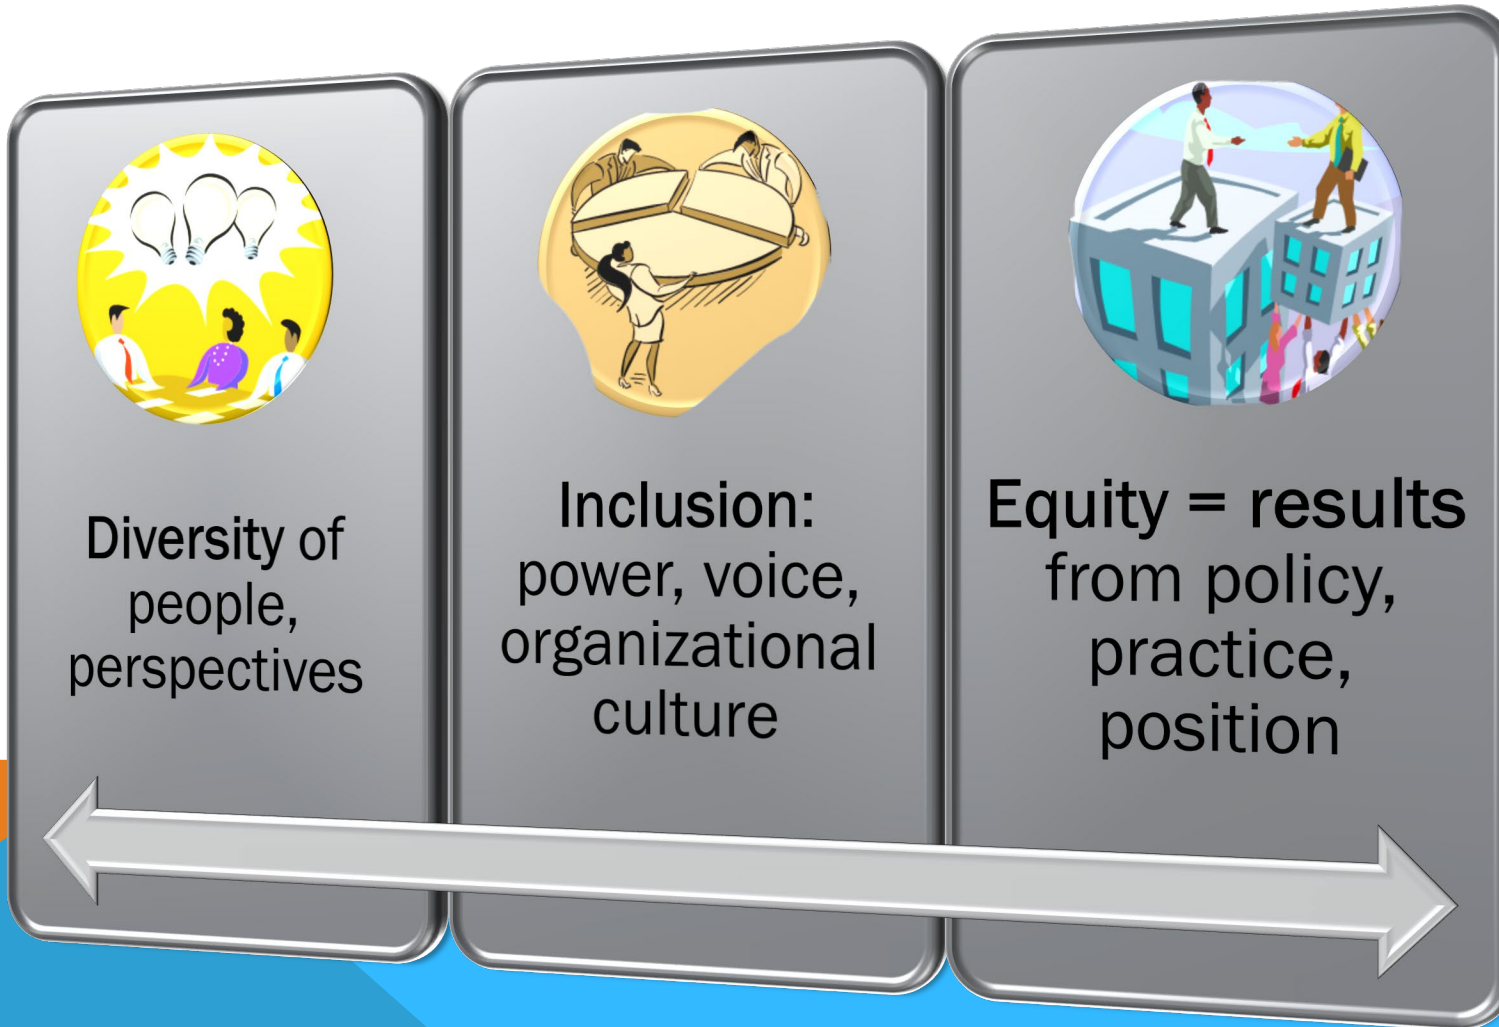 Diversity of
people,
perspectives
Inclusion:
power, voice,
organizational
culture
Equity = results
from policy,
practice,
position